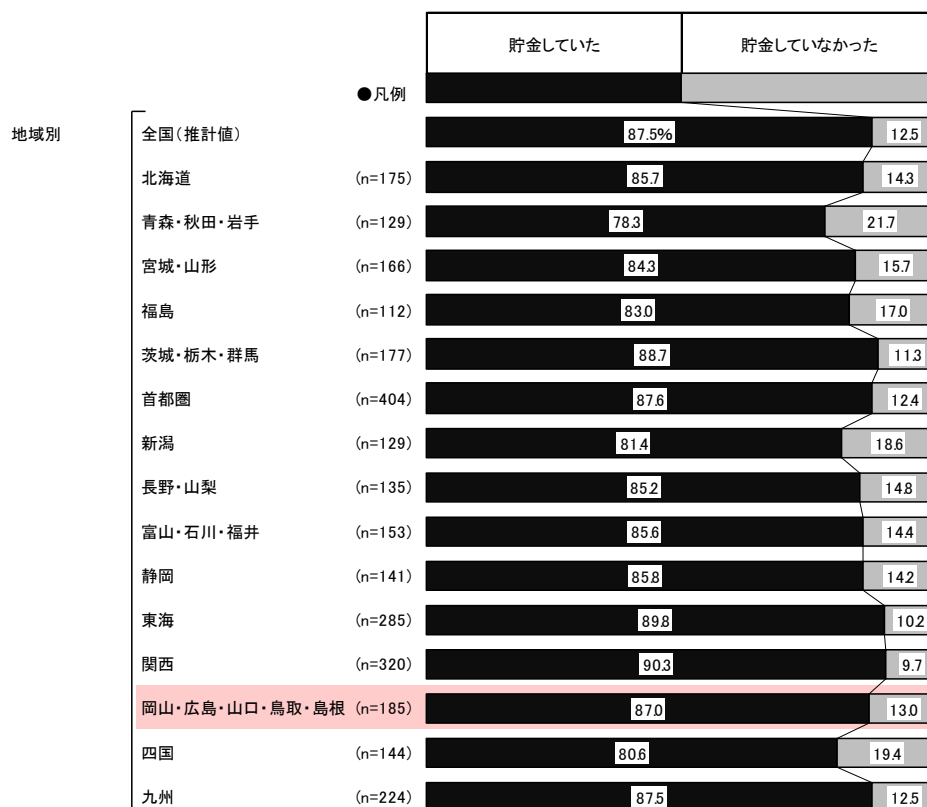 貯金していた 貯金していなかった
●凡例
地域別 全国(推計値) 87.5% 12.5
北海道 (n=175) 85.7 14.3
青森・秋田・岩手 (n=129) 78.3 21.7
宮城・山形 (n=166) 84.3 15.7
福島 (n=112) 83.0 17.0
茨城・栃木・群馬 (n=177) 88.7 11.3
首都圏 (n=404) 87.6 12.4
新潟 (n=129) 81.4 18.6
長野・山梨 (n=135) 85.2 14.8
富山・石川・福井 (n=153) 85.6 14.4
静岡 (n=141) 85.8 14.2
東海 (n=285) 89.8 10.2
関西 (n=320) 90.3 9.7
岡山・広島・山口・鳥取・島根 (n=185) 87.0 13.0
四国 (n=144) 80.6 19.4
九州 (n=224) 87.5 12.5